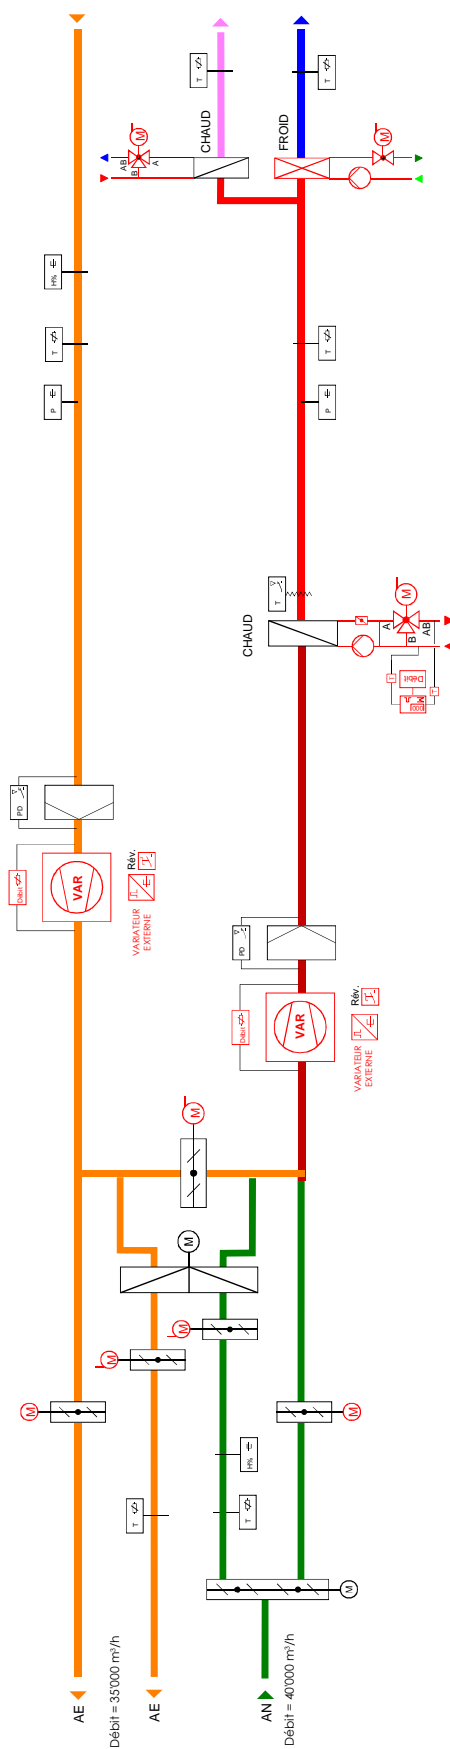 T
T
CHAUD
FROID
M
AB
A
B
M
H%
T
T
P
P
T
CHAUD
M
A
B
AB
Débit
T
PD
Débit
VAR
Rév.
VARIATEUR
EXTERNE
PD
Débit
VAR
Rév.
VARIATEUR
EXTERNE
M
M
M
M
M
M
H%
T
T
M
AE
Débit = 35'000 m³/h
AE
AN
Débit = 40'000 m³/h